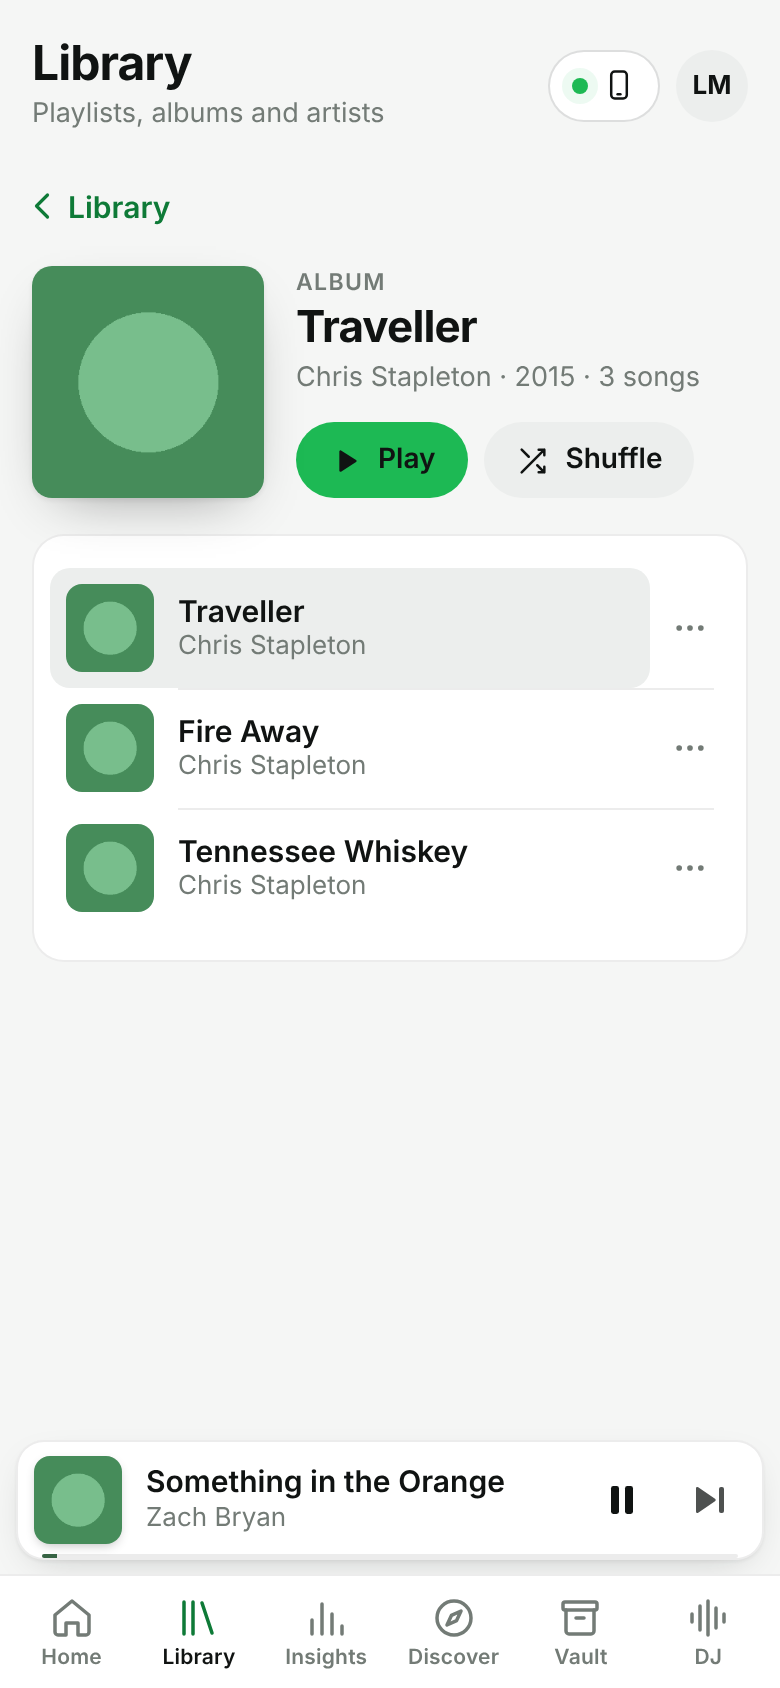 Library
Playlists, albums and artists
LM
Library
ALBUM
Traveller
Chris Stapleton · 2015 · 3 songs
Play
Shuffle
Traveller
Chris Stapleton
Fire Away
Chris Stapleton
Tennessee Whiskey
Chris Stapleton
Something in the Orange
Zach Bryan
Home
Library
Insights
Discover
Vault
DJ